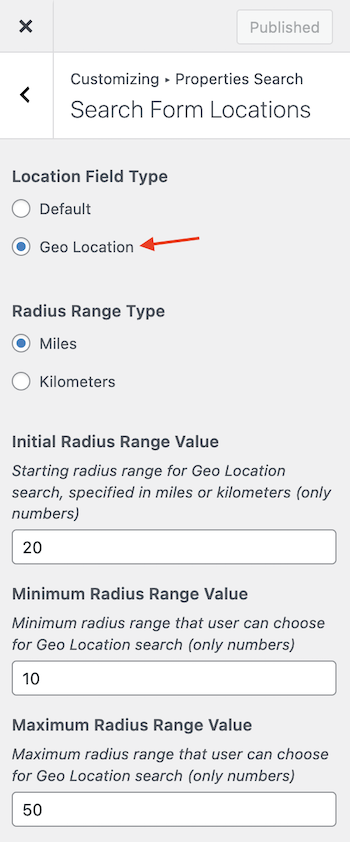 Published
Customizing ▸ Properties Search
Search Form Locations
Location Field Type
Default
Geo Location
Radius Range Type
Miles
Kilometers
Initial Radius Range Value
Starting radius range for Geo Location
search, specified in miles or kilometers (only
numbers)
20
Minimum Radius Range Value
Minimum radius range that user can choose
for Geo Location search (only numbers)
10
Maximum Radius Range Value
Maximum radius range that user can choose
for Geo Location search (only numbers)
50